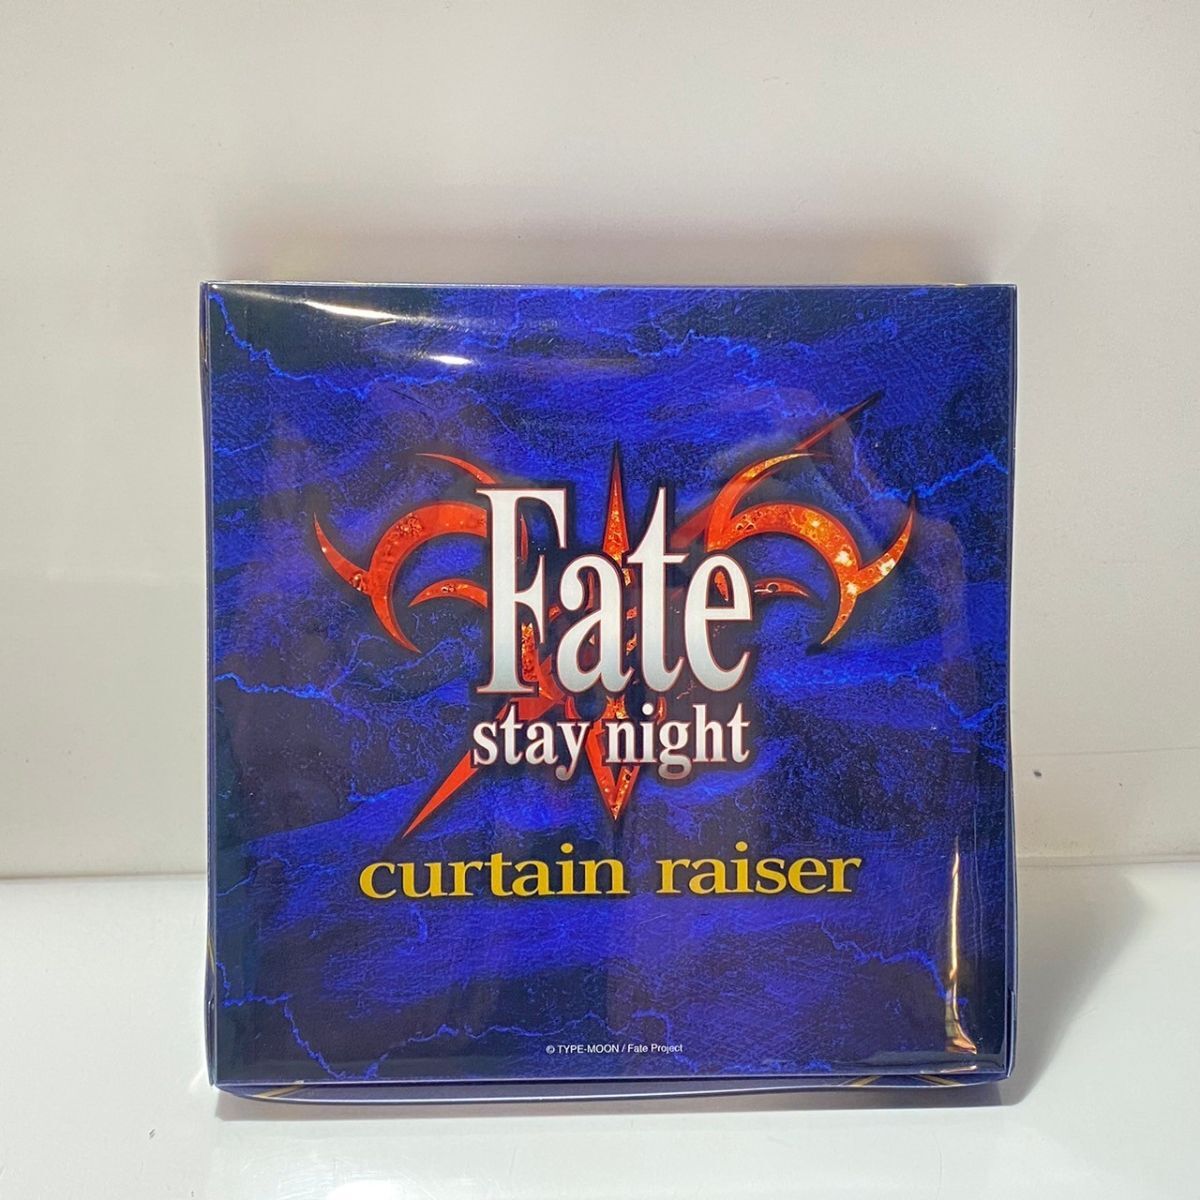 Fate
stay night
curtain raiser
© TYPE-MOON / Fate Project